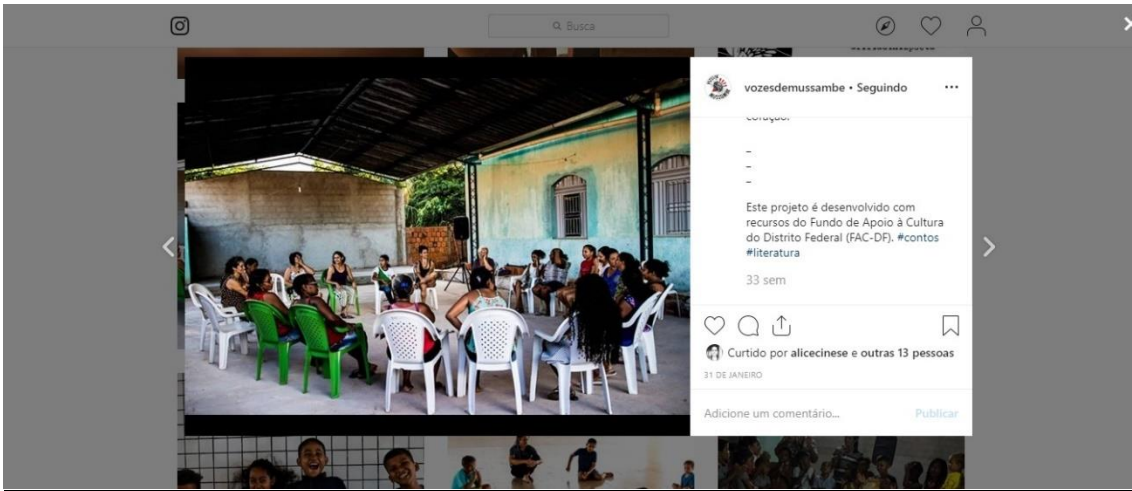 Busca
vozesdemussambe • Seguindo
coração.
–
–
–
Este projeto é desenvolvido com
recursos do Fundo de Apoio à Cultura
do Distrito Federal (FAC-DF). #contos
#literatura
33 sem
Curtido por alicecinese e outras 13 pessoas
31 DE JANEIRO
Adicione um comentário... Publicar